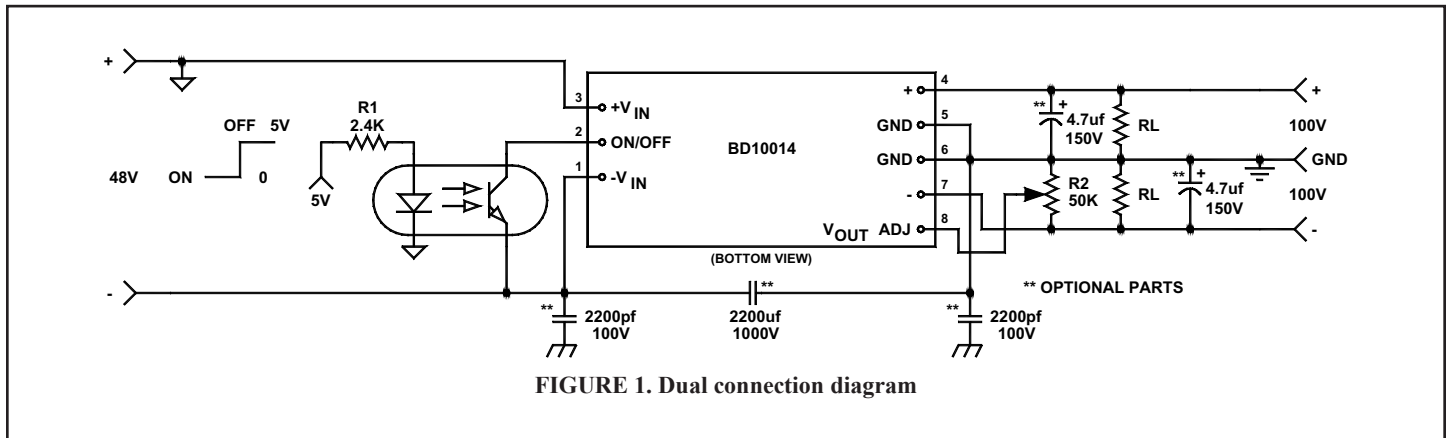 +
R1
2.4K
OFF 5V
48V ON 0
5V
-
3
+V IN
2
ON/OFF
1
-V IN
BD10014
+
4
GND
5
GND
6
-
7
V OUT ADJ
8
(BOTTOM VIEW)
** +
4.7uf
150V
RL
R2
50K
RL
** +
4.7uf
150V
+
100V
GND
100V
-
** OPTIONAL PARTS
**
2200pf
100V
**
2200uf
1000V
**
2200pf
100V
FIGURE 1. Dual connection diagram